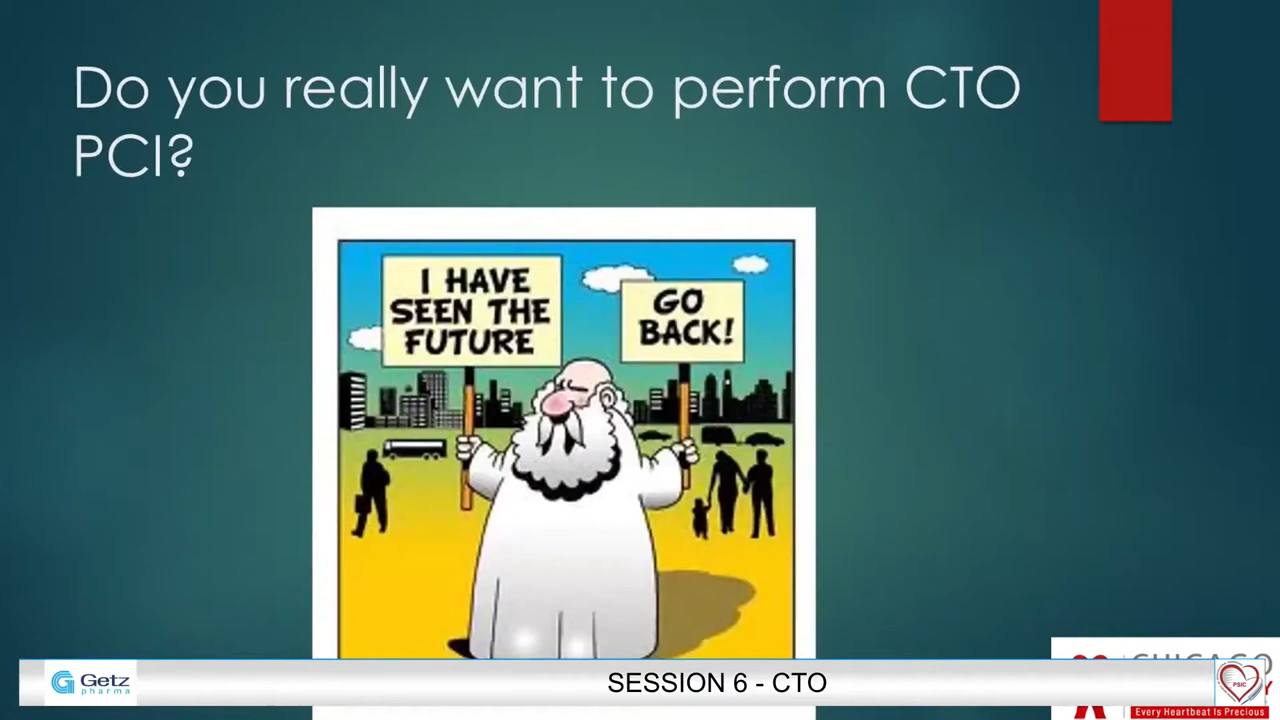 Do you really want to perform CTO
PCI?
I HAVE
SEEN THE
FUTURE
GO
BACK!
Getz
pharma
SESSION 6 - CTO
PSIC
Every Heartbeat Is Precious